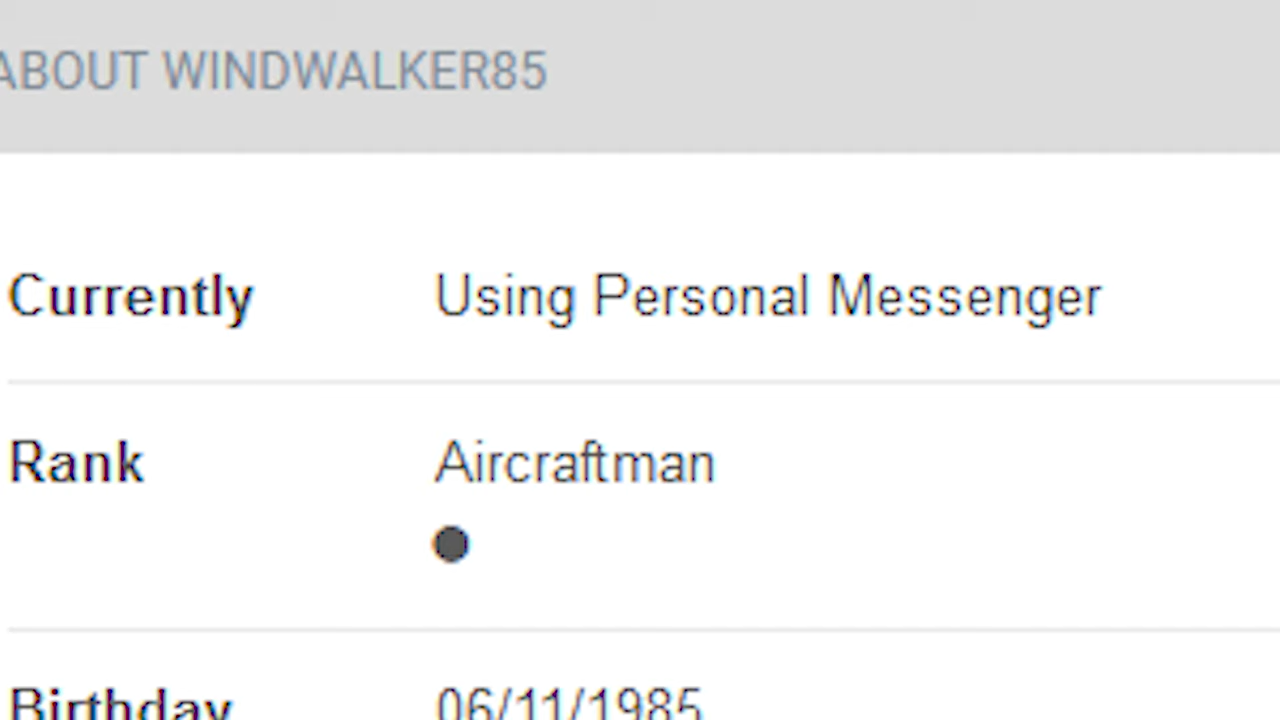 ABOUT WINDWALKER85
Currently Using Personal Messenger
Rank Aircraftman
Birthday 06/11/1985